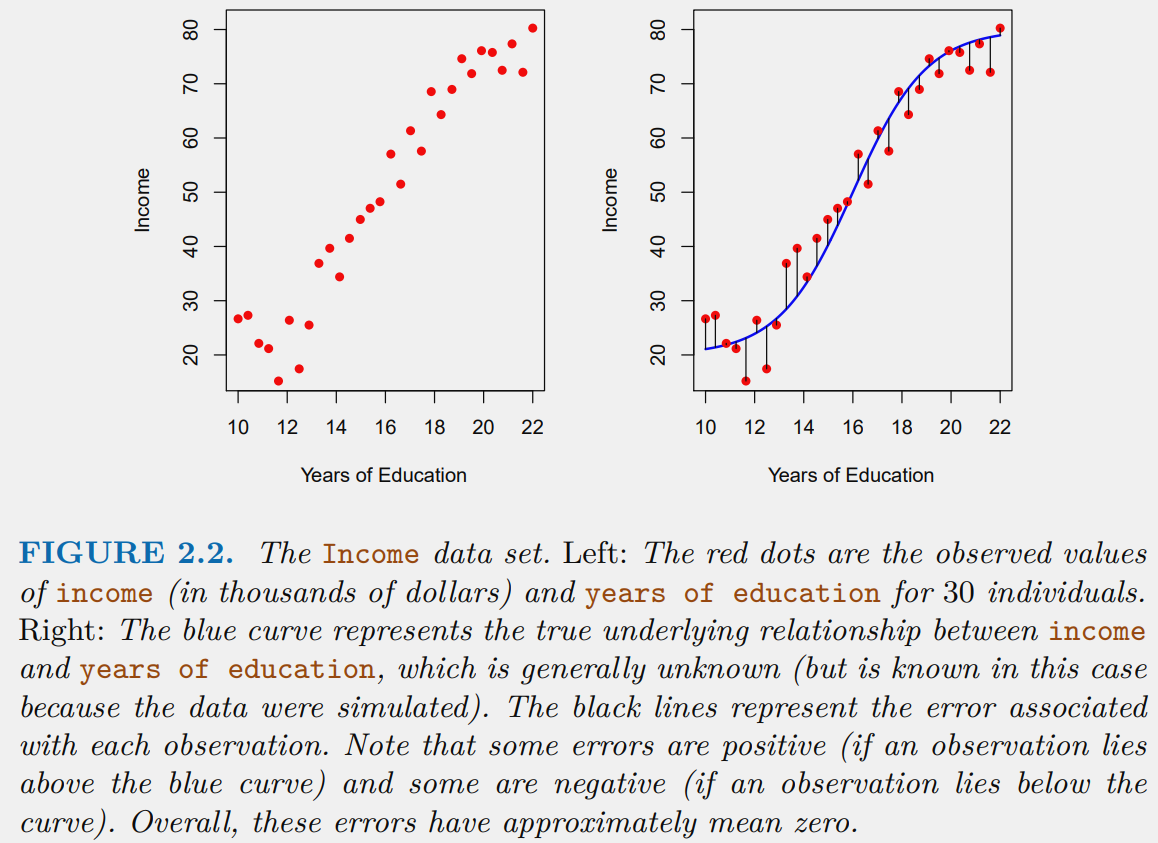 80
70
60
50
40
30
20
Income
10 12 14 16 18 20 22
Years of Education
80
70
60
50
40
30
20
Income
10 12 14 16 18 20 22
Years of Education
FIGURE 2.2. The Income data set. Left: The red dots are the observed values
of income (in thousands of dollars) and years of education for 30 individuals.
Right: The blue curve represents the true underlying relationship between income
and years of education, which is generally unknown (but is known in this case
because the data were simulated). The black lines represent the error associated
with each observation. Note that some errors are positive (if an observation lies
above the blue curve) and some are negative (if an observation lies below the
curve). Overall, these errors have approximately mean zero.